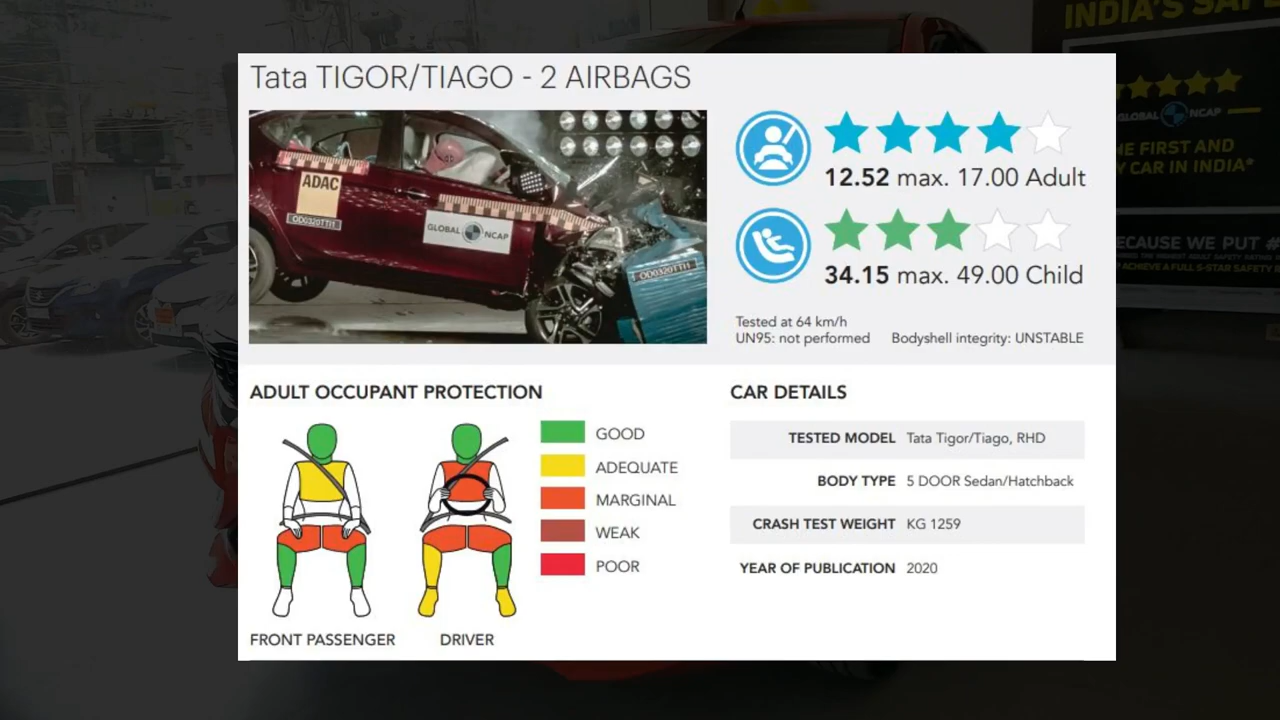 INDIA'S SAF
GLOBAL NCAP
HE FIRST AND
Y CAR IN INDIA*
ECAUSE WE PUT #
Tata TIGOR/TIAGO - 2 AIRBAGS
ADAC
OD0320TTI1
GLOBAL NCAP
OD0320TTI1
12.52 max. 17.00 Adult
34.15 max. 49.00 Child
Tested at 64 km/h
UN95: not performed Bodyshell integrity: UNSTABLE
ADULT OCCUPANT PROTECTION
GOOD
ADEQUATE
MARGINAL
WEAK
POOR
FRONT PASSENGER DRIVER
CAR DETAILS
TESTED MODEL Tata Tigor/Tiago, RHD
BODY TYPE 5 DOOR Sedan/Hatchback
CRASH TEST WEIGHT KG 1259
YEAR OF PUBLICATION 2020